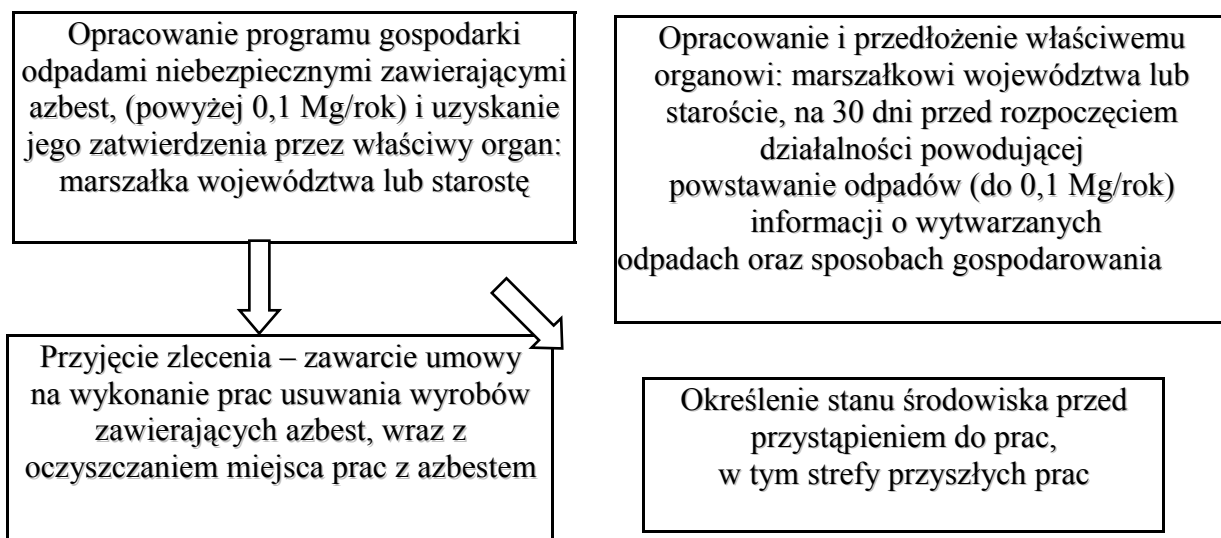 Opracowanie programu gospodarki
odpadami niebezpiecznymi zawierającymi
azbest, (powyżej 0,1 Mg/rok) i uzyskanie
jego zatwierdzenia przez właściwy organ:
marszałka województwa lub starostę
Opracowanie i przedłożenie właściwemu
organowi: marszałkowi województwa lub
staroście, na 30 dni przed rozpoczęciem
działalności powodującej
powstawanie odpadów (do 0,1 Mg/rok)
informacji o wytwarzanych
odpadach oraz sposobach gospodarowania
Przyjęcie zlecenia – zawarcie umowy
na wykonanie prac usuwania wyrobów
zawierających azbest, wraz z
oczyszczaniem miejsca prac z azbestem
Określenie stanu środowiska przed
przystąpieniem do prac,
w tym strefy przyszłych prac